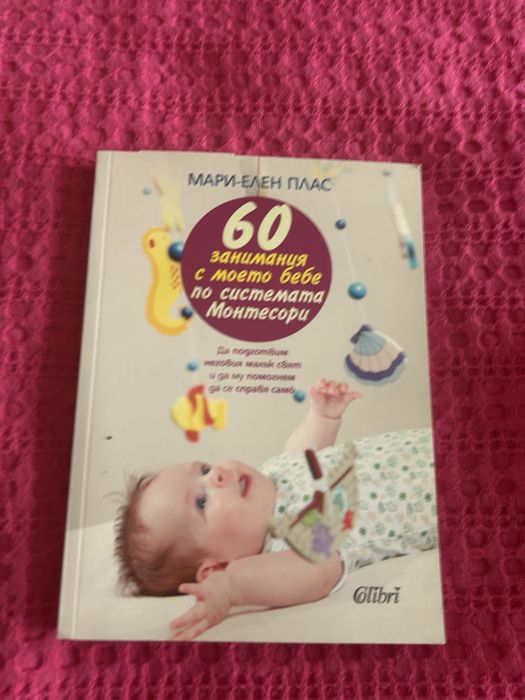 МАРИ-ЕЛЕН ПЛАС
60
занимания
с моето бебе
по системата
Монтесори
Да подготвим
неговия малък свят
и да му помогнем
да се справя само
Colibri